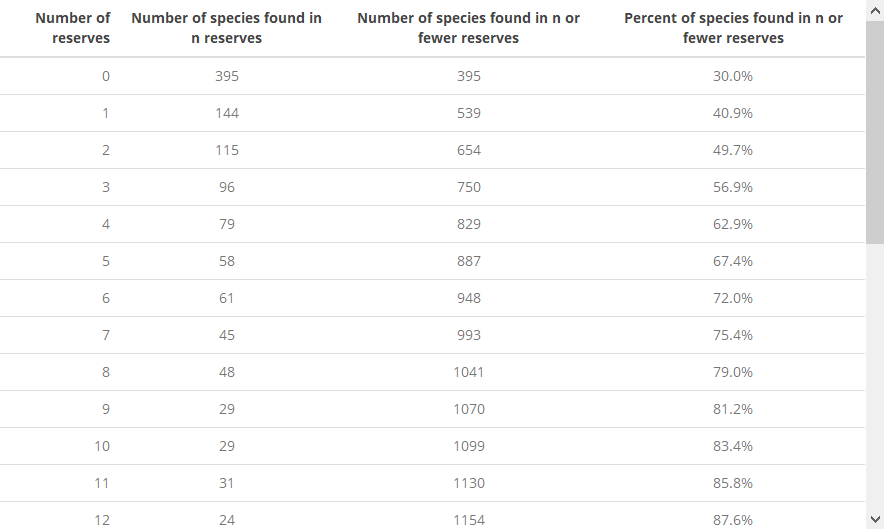 Number of reserves Number of species found in n reserves Number of species found in n or fewer reserves Percent of species found in n or fewer reserves
0 395 395 30.0%
1 144 539 40.9%
2 115 654 49.7%
3 96 750 56.9%
4 79 829 62.9%
5 58 887 67.4%
6 61 948 72.0%
7 45 993 75.4%
8 48 1041 79.0%
9 29 1070 81.2%
10 29 1099 83.4%
11 31 1130 85.8%
12 24 1154 87.6%